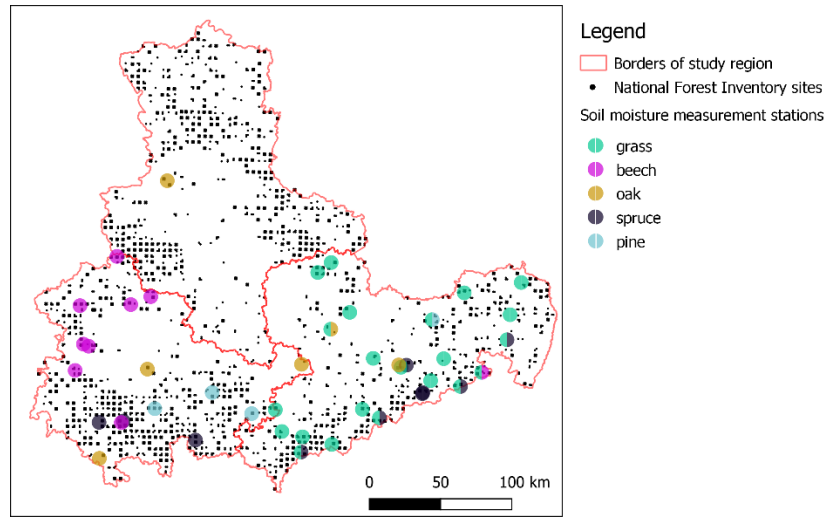 Legend
Borders of study region
National Forest Inventory sites
Soil moisture measurement stations
grass
beech
oak
spruce
pine
0 50 100 km